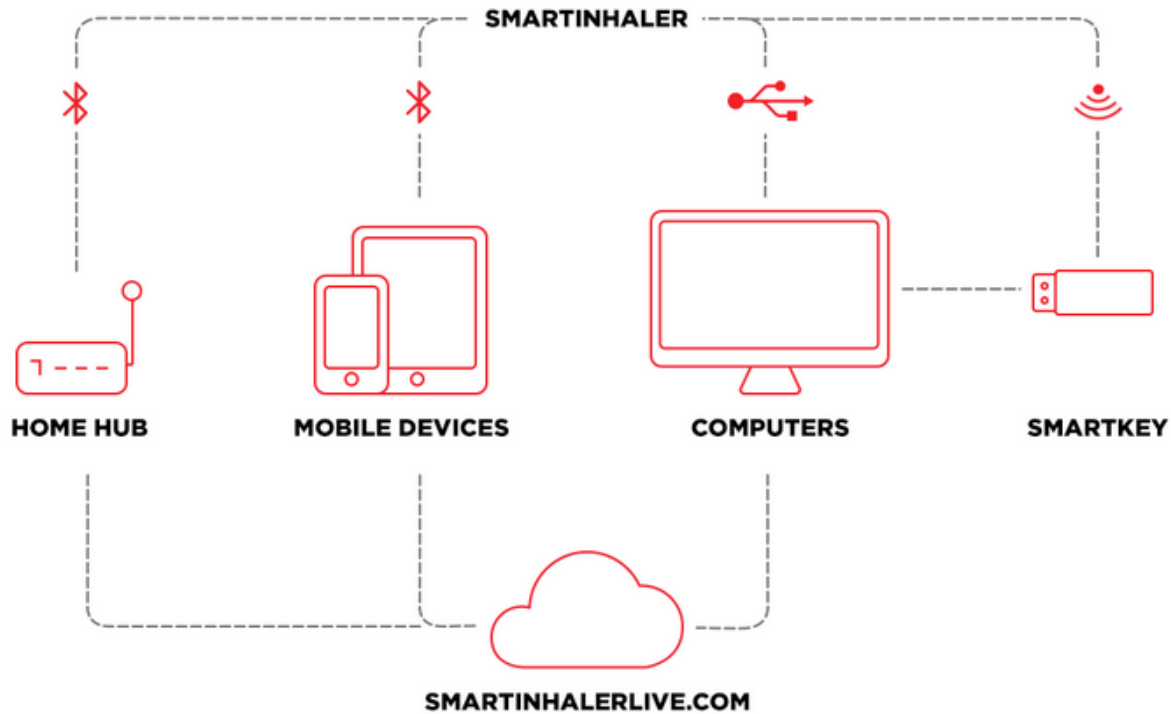 SMARTINHALER
HOME HUB
MOBILE DEVICES
COMPUTERS
SMARTKEY
SMARTINHALERLIVE.COM